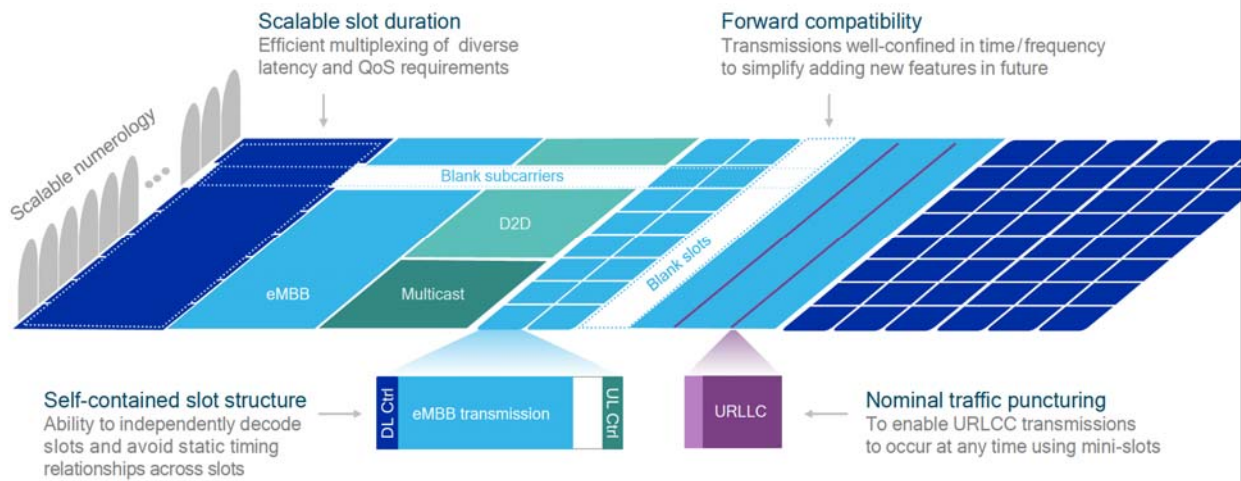 Scalable slot duration
Efficient multiplexing of diverse
latency and QoS requirements
Forward compatibility
Transmissions well-confined in time/frequency
to simplify adding new features in future
Scalable numerology
Blank subcarriers
D2D
Blank slots
eMBB
Multicast
Self-contained slot structure
Ability to independently decode
slots and avoid static timing
relationships across slots
DL Ctrl
eMBB transmission
UL Ctrl
URLLC
Nominal traffic puncturing
To enable URLCC transmissions
to occur at any time using mini-slots